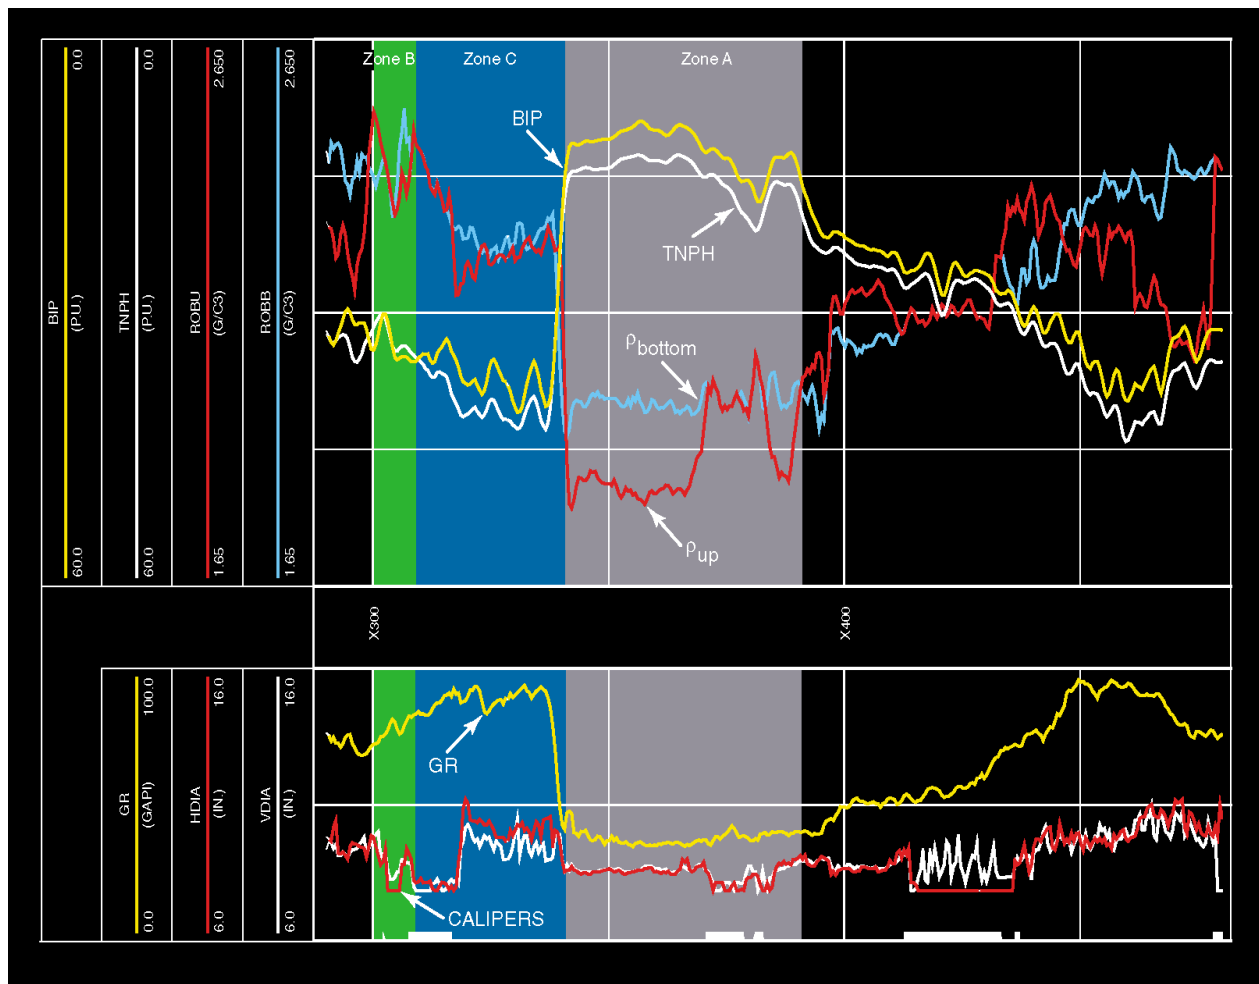 Zone B
Zone C
Zone A
BIP
(P.U.)
60.0
0.0
TNPH
(P.U.)
60.0
0.0
ROBU
(G/C3)
1.65
2.650
ROBB
(G/C3)
1.65
2.650
BIP
TNPH
ρbottom
ρup
X300
X400
GR
(GAPI)
0.0
100.0
HDIA
(IN.)
6.0
16.0
VDIA
(IN.)
6.0
16.0
GR
CALIPERS